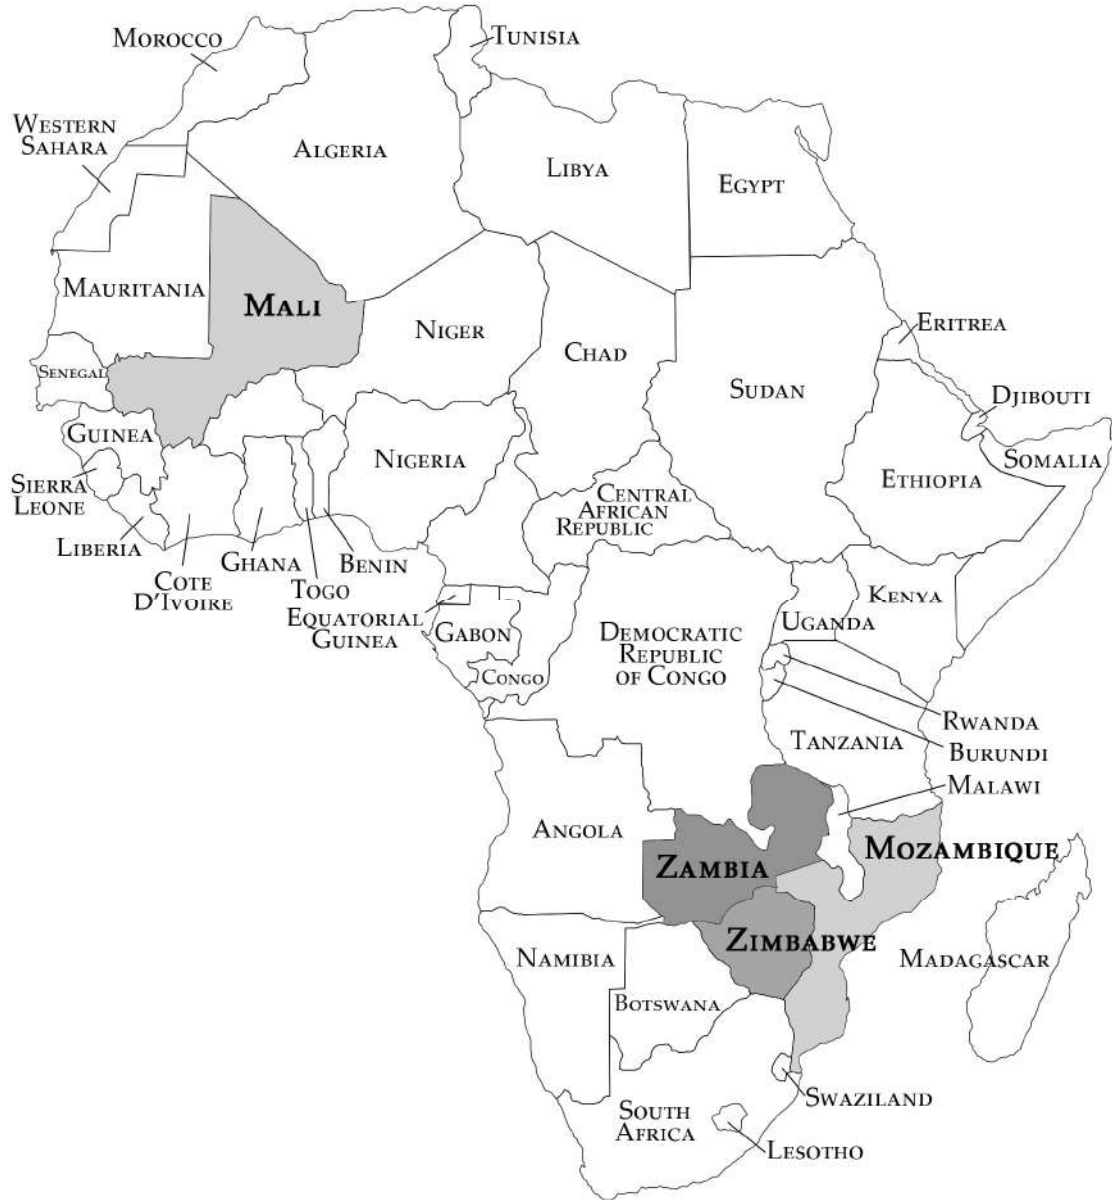 MOROCCO
TUNISIA
WESTERN
SAHARA
ALGERIA
LIBYA
EGYPT
MAURITANIA
MALI
NIGER
CHAD
ERITREA
SENEGAL
SUDAN
DJIBOUTI
GUINEA
NIGERIA
SOMALIA
SIERRA
LEONE
CENTRAL
AFRICAN
REPUBLIC
ETHIOPIA
LIBERIA
GHANA
BENIN
COTE
D'IVOIRE
TOGO
EQUATORIAL
GUINEA
KENYA
UGANDA
GABON
DEMOCRATIC
REPUBLIC
OF CONGO
CONGO
RWANDA
TANZANIA
BURUNDI
MALAWI
ANGOLA
MOZAMBIQUE
ZAMBIA
ZIMBABWE
NAMIBIA
MADAGASCAR
BOTSWANA
SWAZILAND
SOUTH
AFRICA
LESOTHO